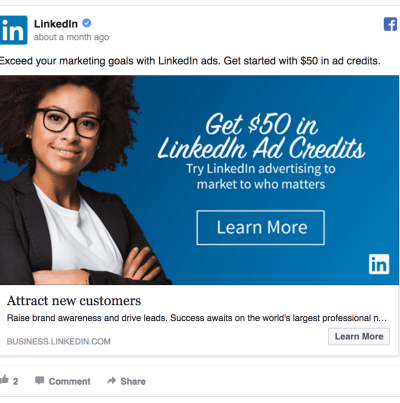 in LinkedIn
about a month ago
Exceed your marketing goals with LinkedIn ads. Get started with $50 in ad credits.
Get $50 in
LinkedIn Ad Credits
Try LinkedIn advertising to
market to who matters
Learn More
in
Attract new customers
Raise brand awareness and drive leads. Success awaits on the world's largest professional n...
BUSINESS.LINKEDIN.COM
Learn More
2 Comment Share